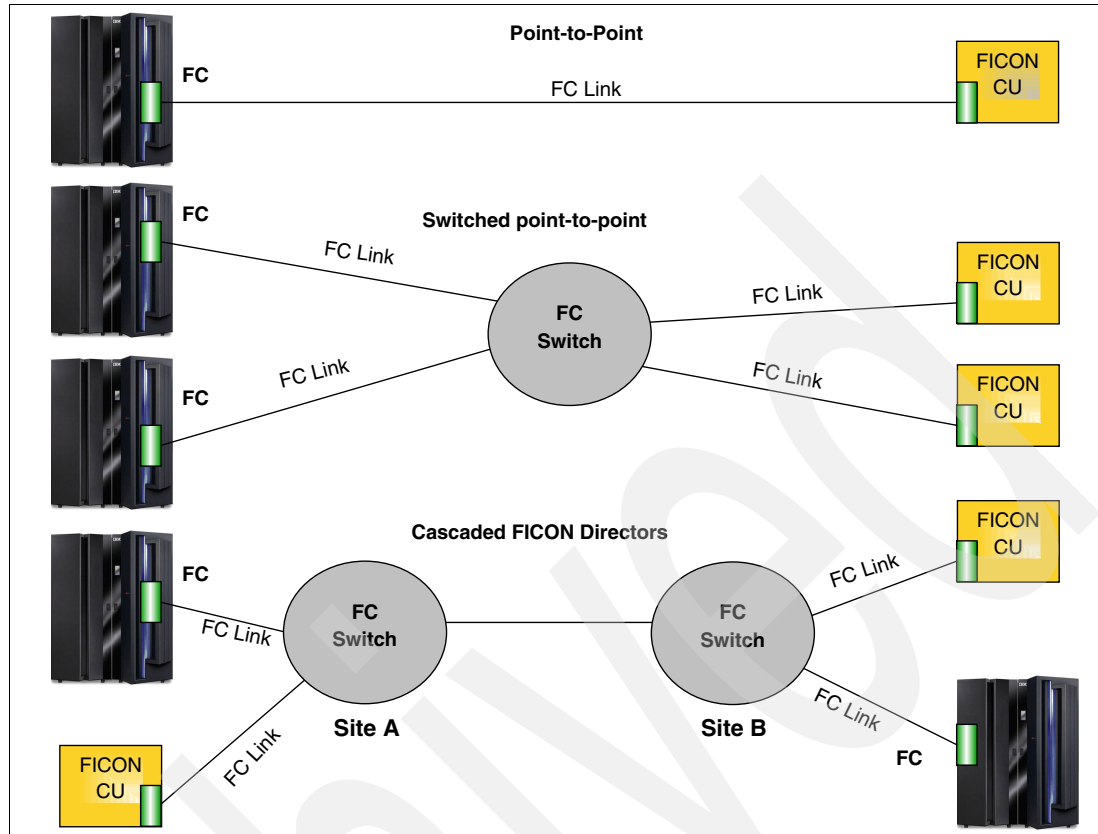 Point-to-Point
FC
FC Link
FICON
CU
FC
Switched point-to-point
FC Link
FC Link
FICON
CU
FC
Switch
FC
FC Link
FC Link
FICON
CU
Cascaded FICON Directors
FICON
CU
FC
FC Link
FC
Switch
FC
Switch
FC Link
Site A
Site B
FC Link
FC Link
FC
FICON
CU